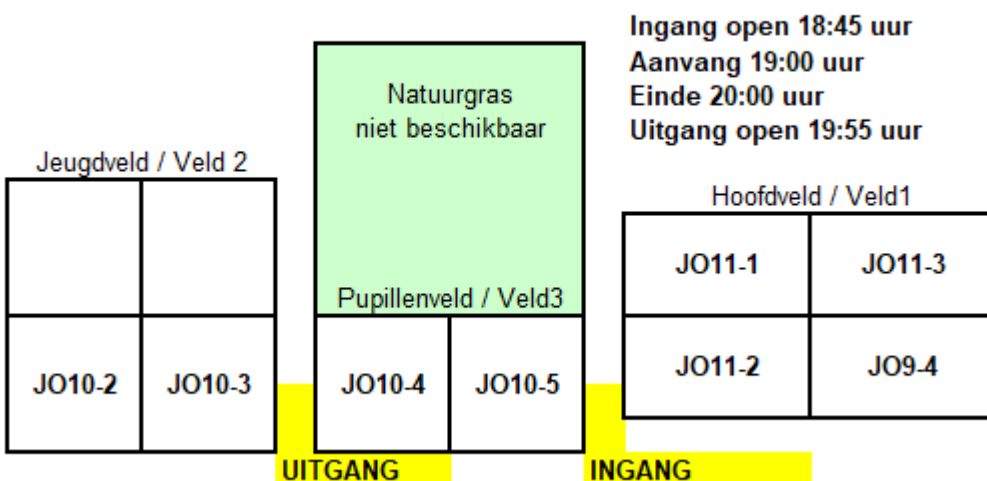 Ingang open 18:45 uur
Aanvang 19:00 uur
Einde 20:00 uur
Uitgang open 19:55 uur
Natuurgras
niet beschikbaar
Jeugdveld / Veld 2
Hoofdveld / Veld1
JO11-1 JO11-3
Pupillenveld / Veld3
JO11-2 JO9-4
JO10-2 JO10-3 JO10-4 JO10-5
UITGANG INGANG